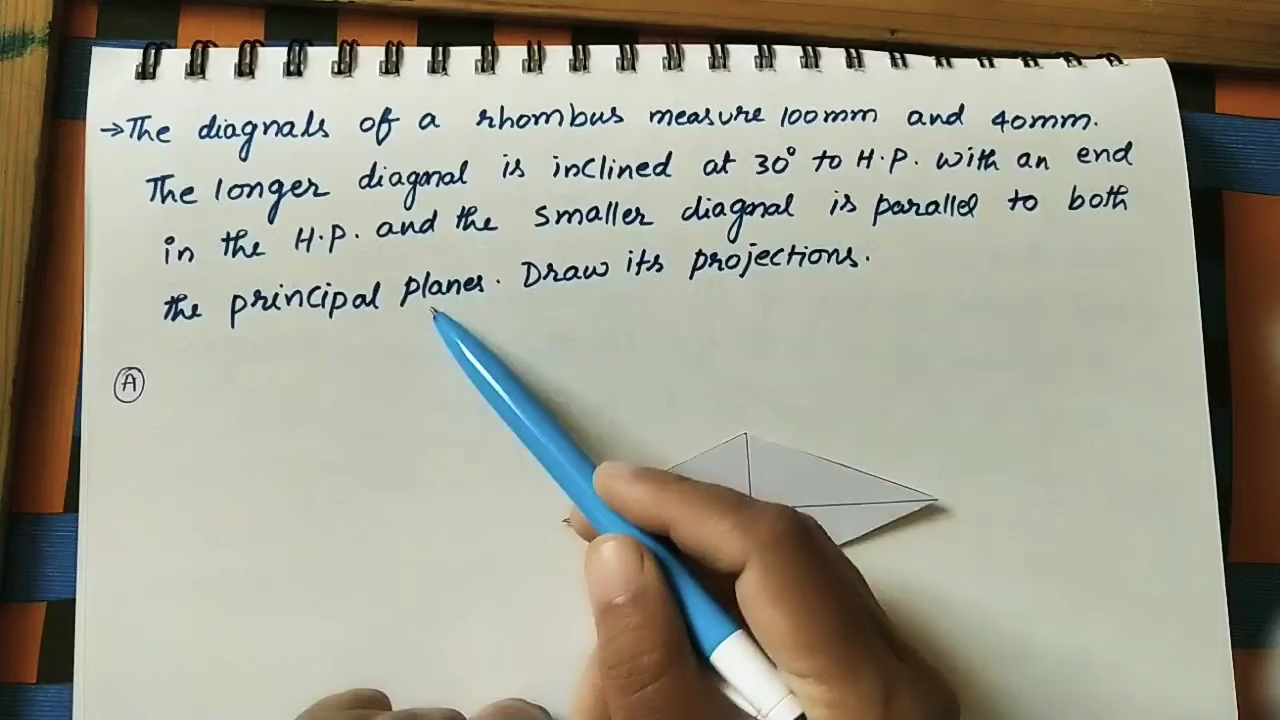 →The diagnals of a rhombus measure 100mm and 40mm.
The longer diagonal is inclined at 30° to H.P. with an end
in the H.P. and the smaller diagonal is parallel to both
the principal planes. Draw its projections.
A